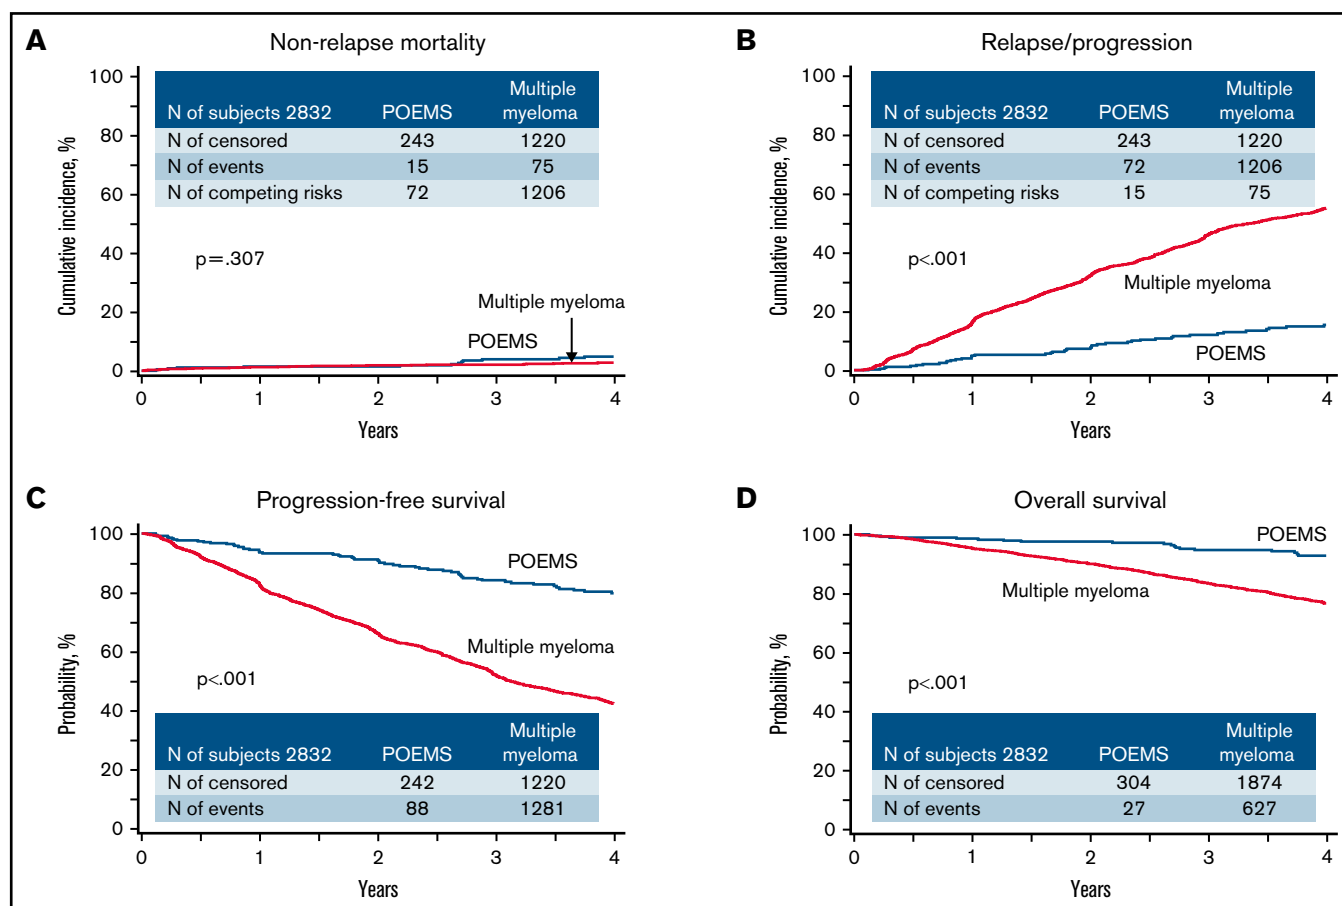 A
Non-relapse mortality
Cumulative incidence, %
100
80
60
40
20
0
N of subjects 2832 POEMS Multiple myeloma
N of censored 243 1220
N of events 15 75
N of competing risks 72 1206
p=.307
Multiple myeloma
POEMS
0 1 2 3 4
Years
B
Relapse/progression
Cumulative incidence, %
100
80
60
40
20
0
N of subjects 2832 POEMS Multiple myeloma
N of censored 243 1220
N of events 72 1206
N of competing risks 15 75
p<.001
Multiple myeloma
POEMS
0 1 2 3 4
Years
C
Progression-free survival
Probability, %
100
80
60
40
20
0
POEMS
Multiple myeloma
p<.001
N of subjects 2832 POEMS Multiple myeloma
N of censored 242 1220
N of events 88 1281
0 1 2 3 4
Years
D
Overall survival
Probability, %
100
80
60
40
20
0
POEMS
Multiple myeloma
p<.001
N of subjects 2832 POEMS Multiple myeloma
N of censored 304 1874
N of events 27 627
0 1 2 3 4
Years